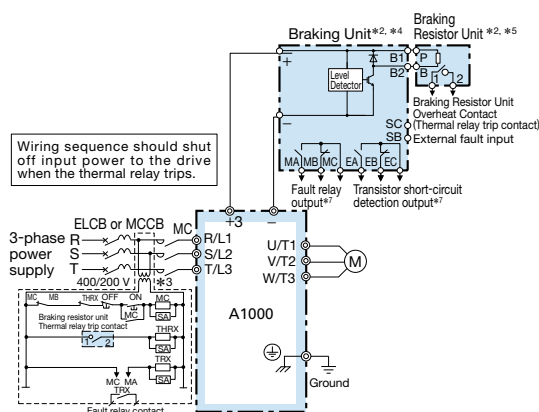 Braking Unit*2, *4
Braking
Resistor Unit *2, *5
+
−
Level
Detector
B1
B2
P
B
1 2
Braking Resistor Unit
Overheat Contact
(Thermal relay trip contact)
SC
SB
External fault input
MA MB MC EA EB EC
Fault relay
output*7
Transistor short-circuit
detection output*7
Wiring sequence should shut
off input power to the drive
when the thermal relay trips.
+3 −
ELCB or MCCB
MC
3-phase
power
supply
R
S
T
R/L1
S/L2
T/L3
400/200 V
*3
U/T1
V/T2
W/T3
M
A1000
Ground
MC MB THRX OFF ON MC
MC
SA
Braking resistor unit
Thermal relay trip contact
1 2
THRX
SA
TRX
SA
MC MA
TRX
Fault relay contact